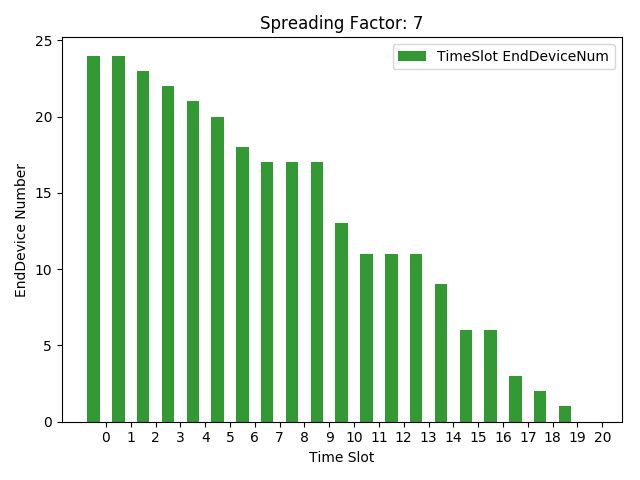 Spreading Factor: 7
TimeSlot EndDeviceNum
25
20
15
10
5
0
EndDevice Number
0 1 2 3 4 5 6 7 8 9 10 11 12 13 14 15 16 17 18 19 20
Time Slot